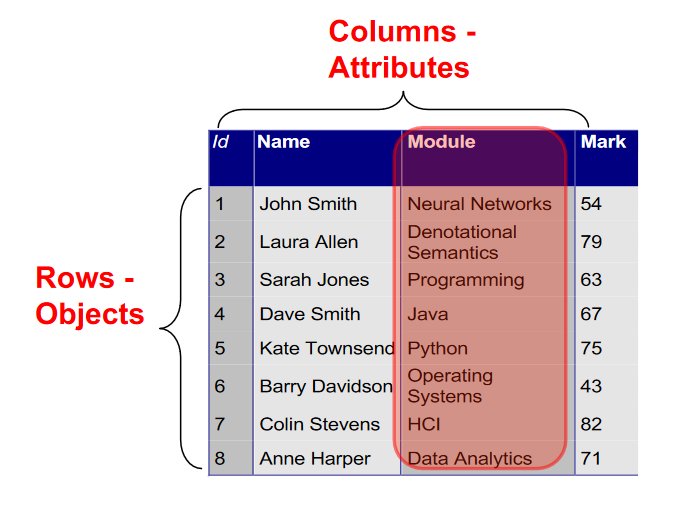 Columns -
Attributes
Id Name Module Mark
1 John Smith Neural Networks 54
2 Laura Allen Denotational Semantics 79
3 Sarah Jones Programming 63
Rows -
Objects
4 Dave Smith Java 67
5 Kate Townsend Python 75
6 Barry Davidson Operating Systems 43
7 Colin Stevens HCI 82
8 Anne Harper Data Analytics 71